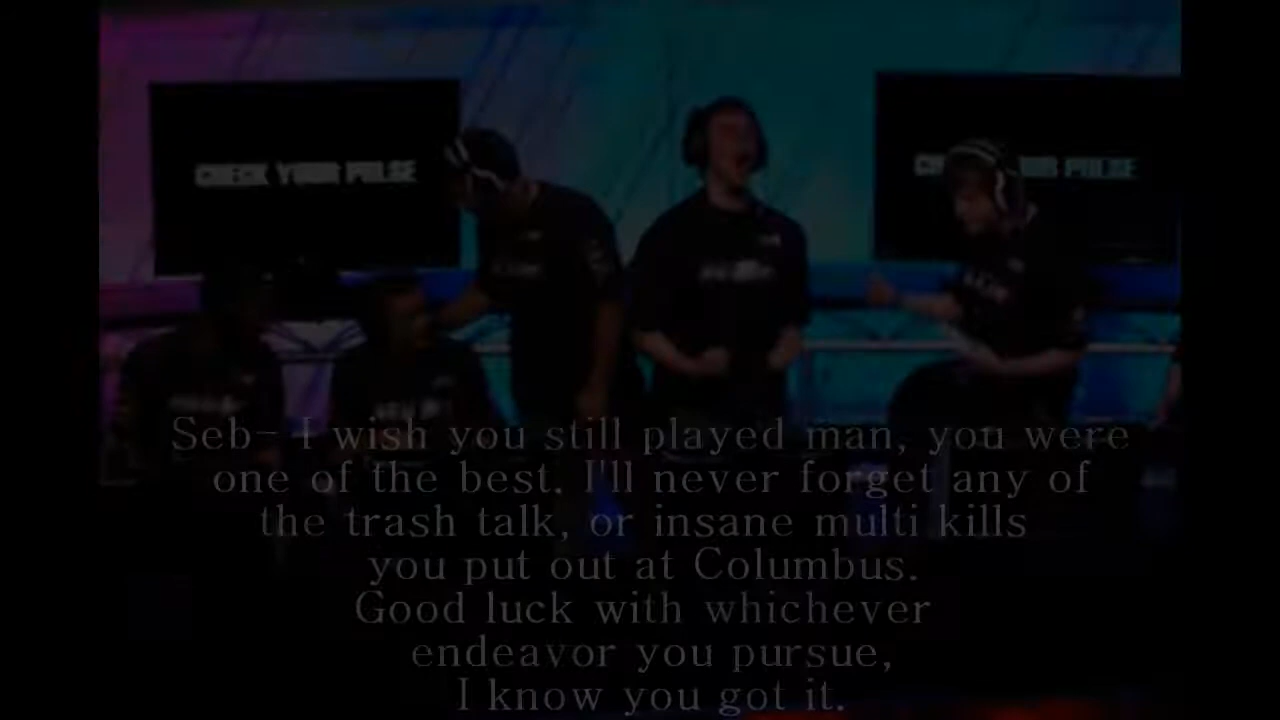 CHECK YOUR PULSE
Seb- I wish you still played man, you were
one of the best. I'll never forget any of
the trash talk, or insane multi kills
you put out at Columbus.
Good luck with whichever
endeavor you pursue,
I know you got it.